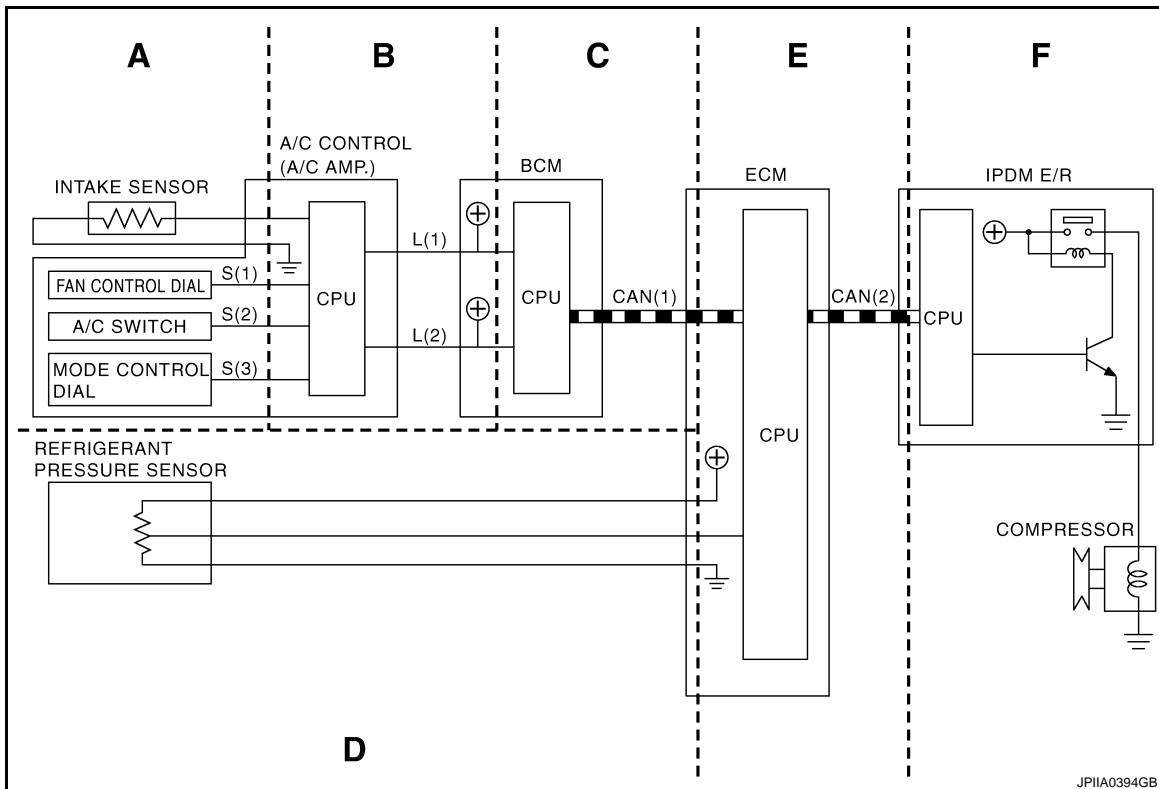 A B C E F
A/C CONTROL
(A/C AMP.)
BCM
ECM
IPDM E/R
INTAKE SENSOR
L(1)
S(1)
FAN CONTROL DIAL
CPU
CPU
CAN(1)
CAN(2)
CPU
S(2)
A/C SWITCH
L(2)
S(3)
MODE CONTROL
DIAL
CPU
REFRIGERANT
PRESSURE SENSOR
COMPRESSOR
D
JPIIA0394GB